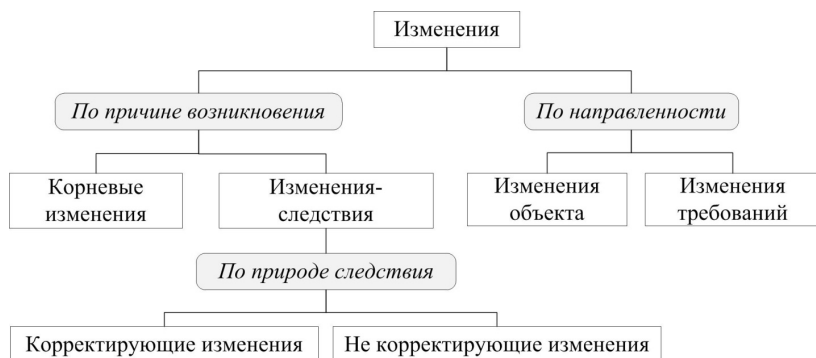 Изменения
По причине возникновения
По направленности
Корневые
изменения
Изменения-
следствия
Изменения
объекта
Изменения
требований
По природе следствия
Корректирующие изменения
Не корректирующие изменения